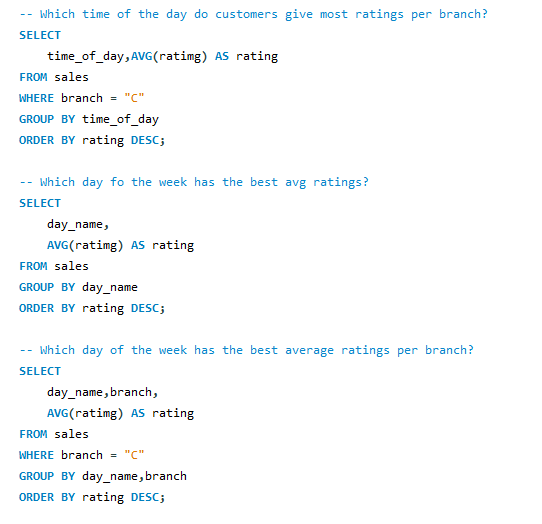 -- Which time of the day do customers give most ratings per branch?
SELECT
time_of_day,AVG(ratimg) AS rating
FROM sales
WHERE branch = "C"
GROUP BY time_of_day
ORDER BY rating DESC;
-- Which day fo the week has the best avg ratings?
SELECT
day_name,
AVG(ratimg) AS rating
FROM sales
GROUP BY day_name
ORDER BY rating DESC;
-- Which day of the week has the best average ratings per branch?
SELECT
day_name,branch,
AVG(ratimg) AS rating
FROM sales
WHERE branch = "C"
GROUP BY day_name,branch
ORDER BY rating DESC;